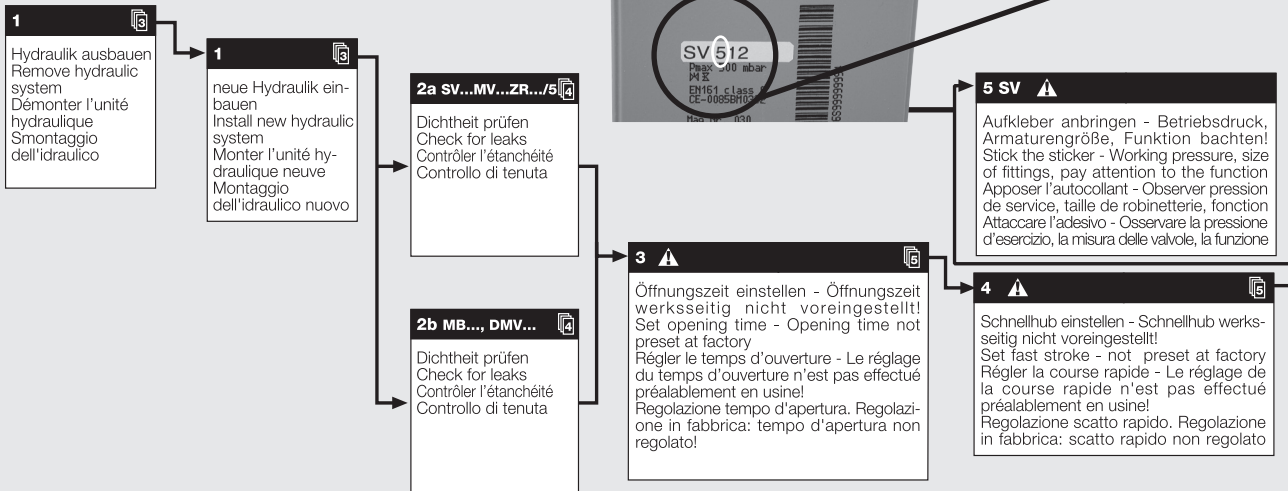 1 3
Hydraulik ausbauen
Remove hydraulic
system
Démonter l'unité
hydraulique
Smontaggio
dell'idraulico
1 3
neue Hydraulik ein-
bauen
Install new hydraulic
system
Monter l'unité hy-
draulique neuve
Montaggio
dell'idraulico nuovo
2a SV...MV...ZR.../5 4
Dichtheit prüfen
Check for leaks
Contrôler l'étanchéité
Controllo di tenuta
2b MB..., DMV... 4
Dichtheit prüfen
Check for leaks
Contrôler l'étanchéité
Controllo di tenuta
SV 512
Pmax 500 mbar
EN161 class
3 5
Öffnungszeit einstellen - Öffnungszeit
werksseitig nicht voreingestellt!
Set opening time - Opening time not
preset at factory
Régler le temps d'ouverture - Le réglage
du temps d'ouverture n'est pas effectué
préalablement en usine!
Regolazione tempo d'apertura. Regolazi-
one in fabbrica: tempo d'apertura non
regolato!
5 SV
Aufkleber anbringen - Betriebsdruck,
Armaturengröße, Funktion bachten!
Stick the sticker - Working pressure, size
of fittings, pay attention to the function
Apposer l'autocollant - Observer pression
de service, taille de robinetterie, fonction
Attaccare l'adesivo - Osservare la pressione
d'esercizio, la misura delle valvole, la funzione
4 5
Schnellhub einstellen - Schnellhub werks-
seitig nicht voreingestellt!
Set fast stroke - not preset at factory
Régler la course rapide - Le réglage de
la course rapide n'est pas effectué
préalablement en usine!
Regolazione scatto rapido. Regolazione
in fabbrica: scatto rapido non regolato